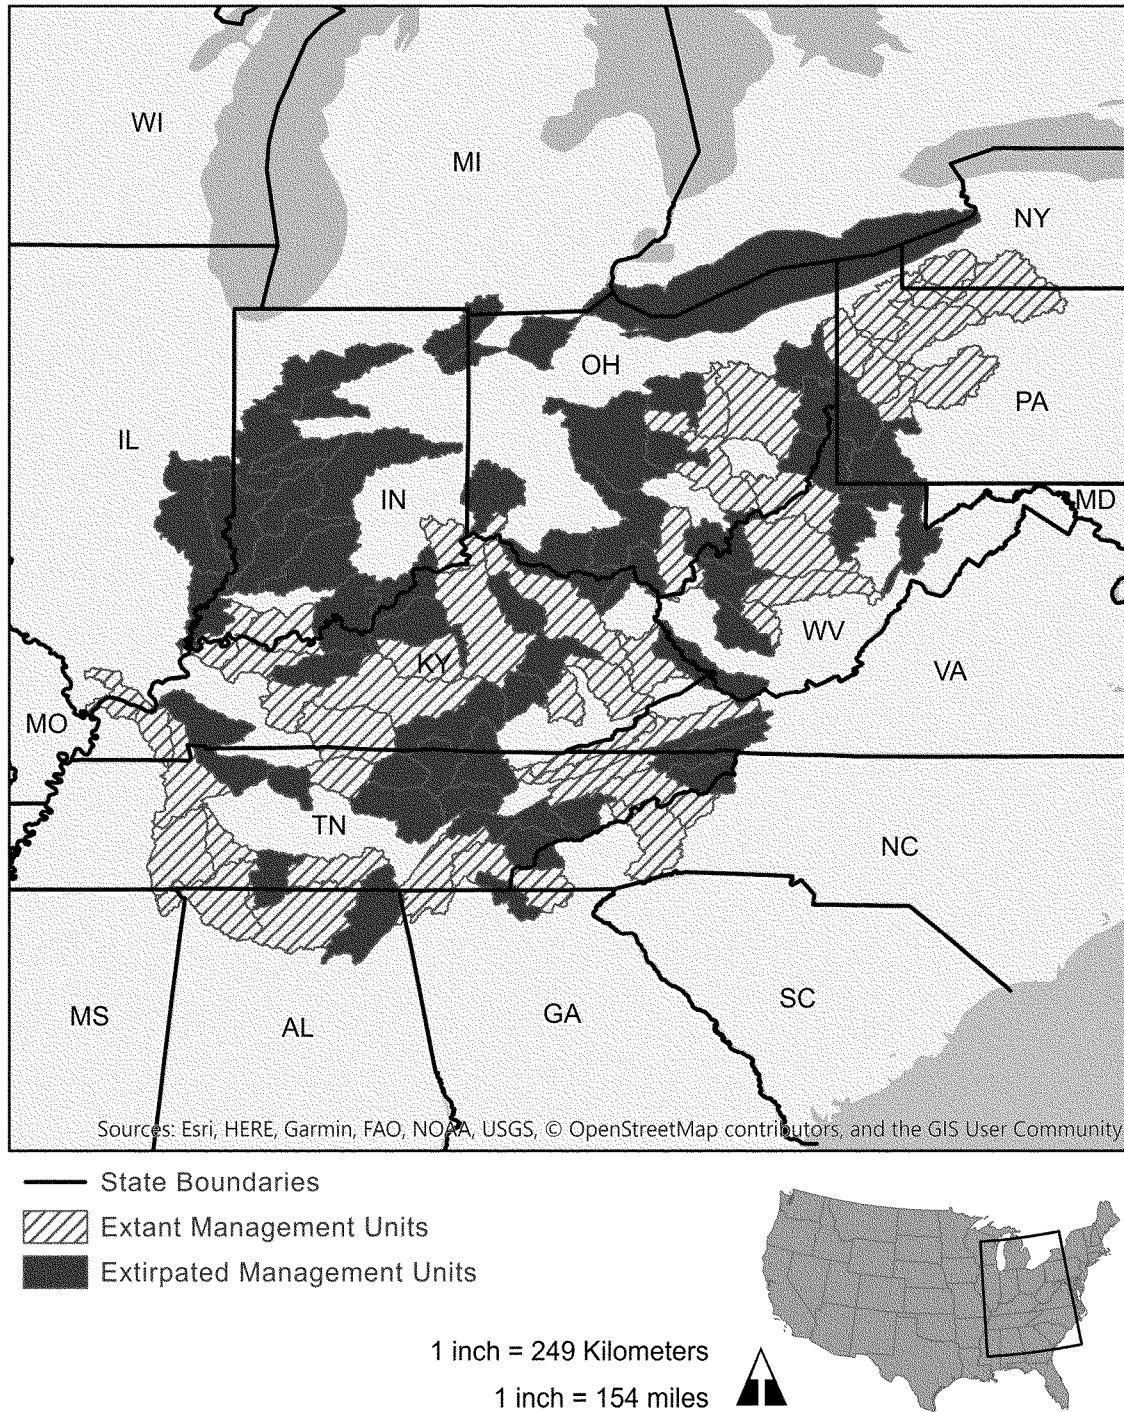 WI
MI
NY
OH
PA
IL
IN
MD
WV
KY
VA
MO
TN
NC
MS
AL
GA
SC
Sources: Esri, HERE, Garmin, FAO, NOAA, USGS, © OpenStreetMap contributors, and the GIS User Community
State Boundaries
Extant Management Units
Extirpated Management Units
1 inch = 249 Kilometers
1 inch = 154 miles